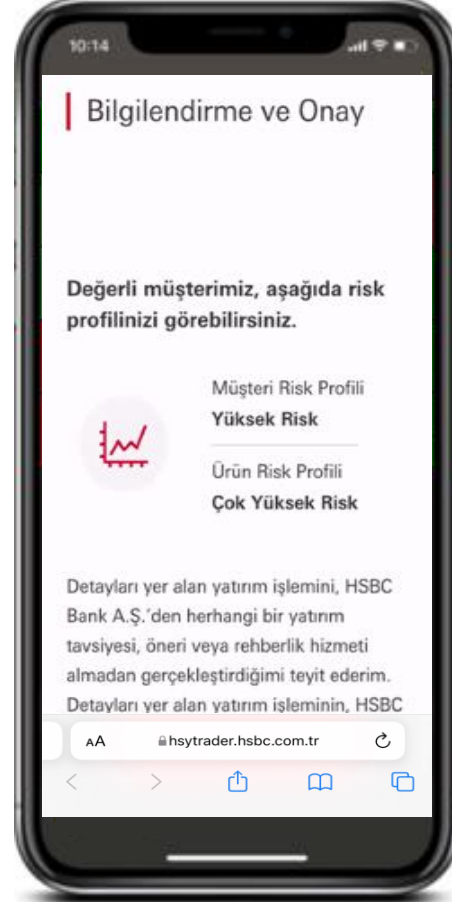 10:14
Bilgilendirme ve Onay
Değerli müşterimiz, aşağıda risk
profilinizi görebilirsiniz.
Müşteri Risk Profili
Yüksek Risk
Ürün Risk Profili
Çok Yüksek Risk
Detayları yer alan yatırım işlemini, HSBC
Bank A.Ş.'den herhangi bir yatırım
tavsiyesi, öneri veya rehberlik hizmeti
almadan gerçekleştirdiğimi teyit ederim.
Detayları yer alan yatırım işleminin, HSBC
AA hsytrader.hsbc.com.tr